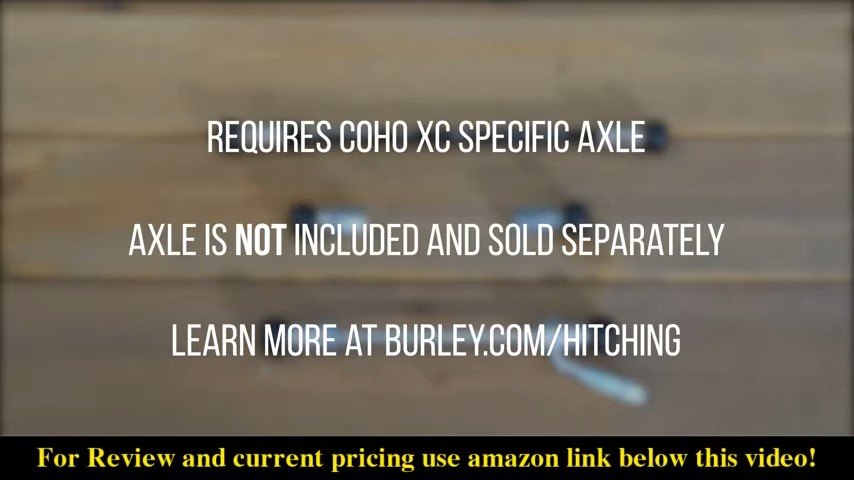 REQUIRES COHO XC SPECIFIC AXLE
AXLE IS NOT INCLUDED AND SOLD SEPARATELY
LEARN MORE AT BURLEY.COM/HITCHING
For Review and current pricing use amazon link below this video!